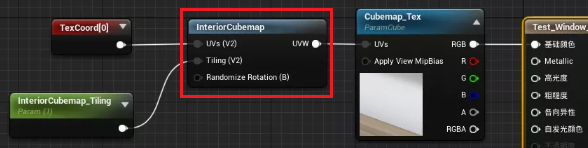 TexCoord[0]
InteriorCubemap
UVs (V2)
UVW
Tiling (V2)
Randomize Rotation (B)
InteriorCubemap_Tiling
Param (1)
Cubemap_Tex
ParamCube
UVs
RGB
Apply View MipBias
R
G
B
A
RGBA
Test_Window_
基础颜色
Metallic
高光度
粗糙度
各向异性
自发光颜色